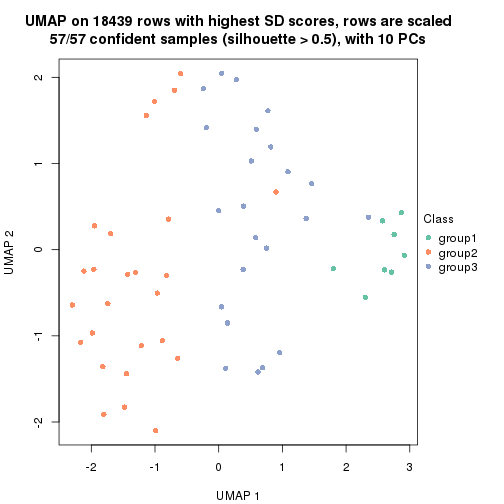 UMAP on 18439 rows with highest SD scores, rows are scaled
57/57 confident samples (silhouette > 0.5), with 10 PCs
2
1
0
-1
-2
UMAP 2
-2
-1
0
1
2
3
UMAP 1
Class
group1
group2
group3